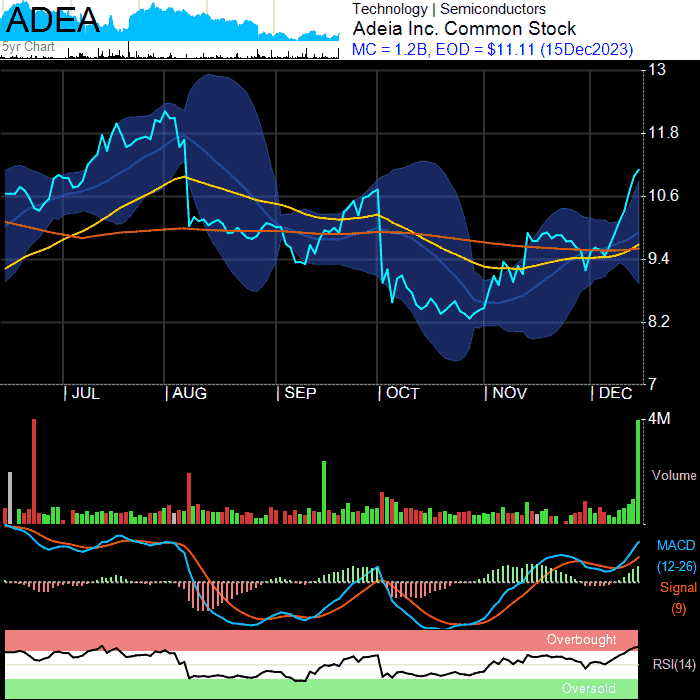 ADEA
5yr Chart
Technology | Semiconductors
Adeia Inc. Common Stock
MC = 1.2B, EOD = $11.11 (15Dec2023)
13
11.8
10.6
9.4
8.2
7
| JUL | AUG | SEP | OCT | NOV | DEC
4M
Volume
MACD
(12-26)
Signal
(9)
Overbought
RSI(14)
Oversold